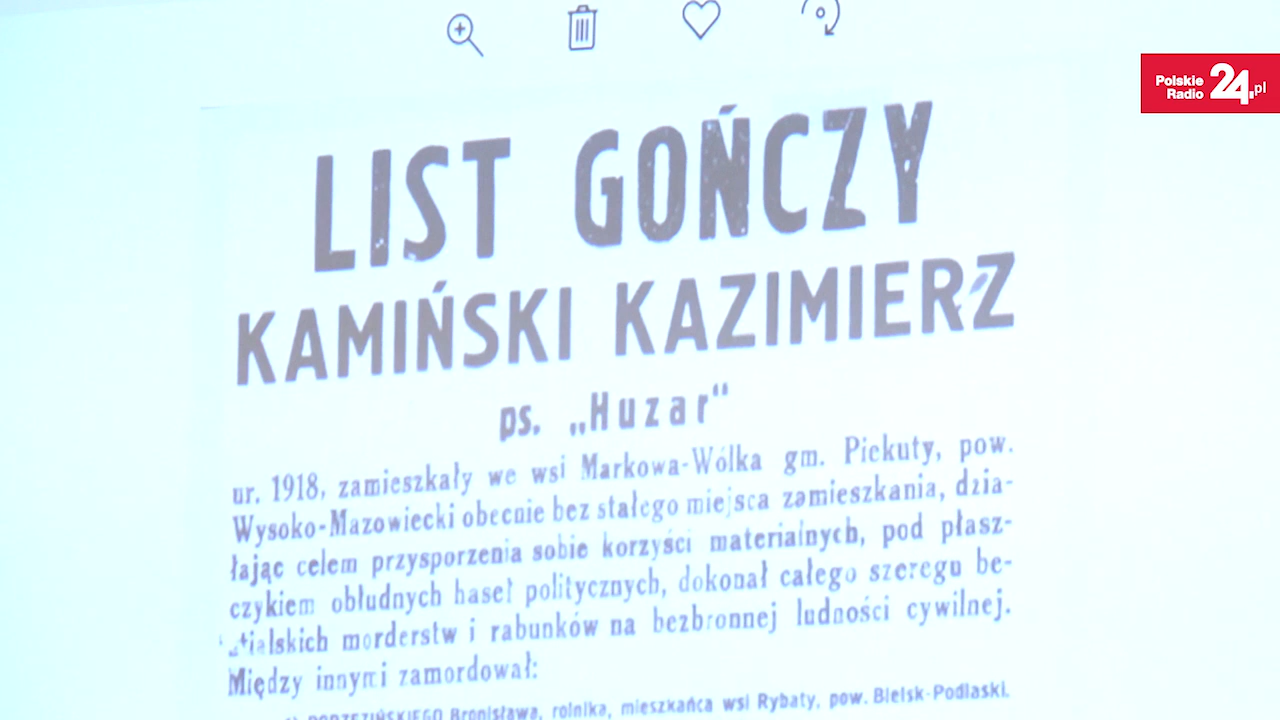 Polskie
Radio 24.pl
LIST GOŃCZY
KAMIŃSKI KAZIMIERZ
ps. „Huzar“
ur. 1918, zamieszkały we wsi Markowa-Wólka gm. Piekuty, pow.
Wysoko-Mazowiecki obecnie bez stałego miejsca zamieszkania, dzia-
łając celem przysporzenia sobie korzyści materialnych, pod płasz-
czykiem obłudnych haseł politycznych, dokonał całego szeregu be-
stialskich morderstw i rabunków na bezbronnej ludności cywilnej.
Między innymi zamordował:
Bronisława, rolnika, mieszkańca wsi Rybaty, pow. Bielsk-Podlaski.